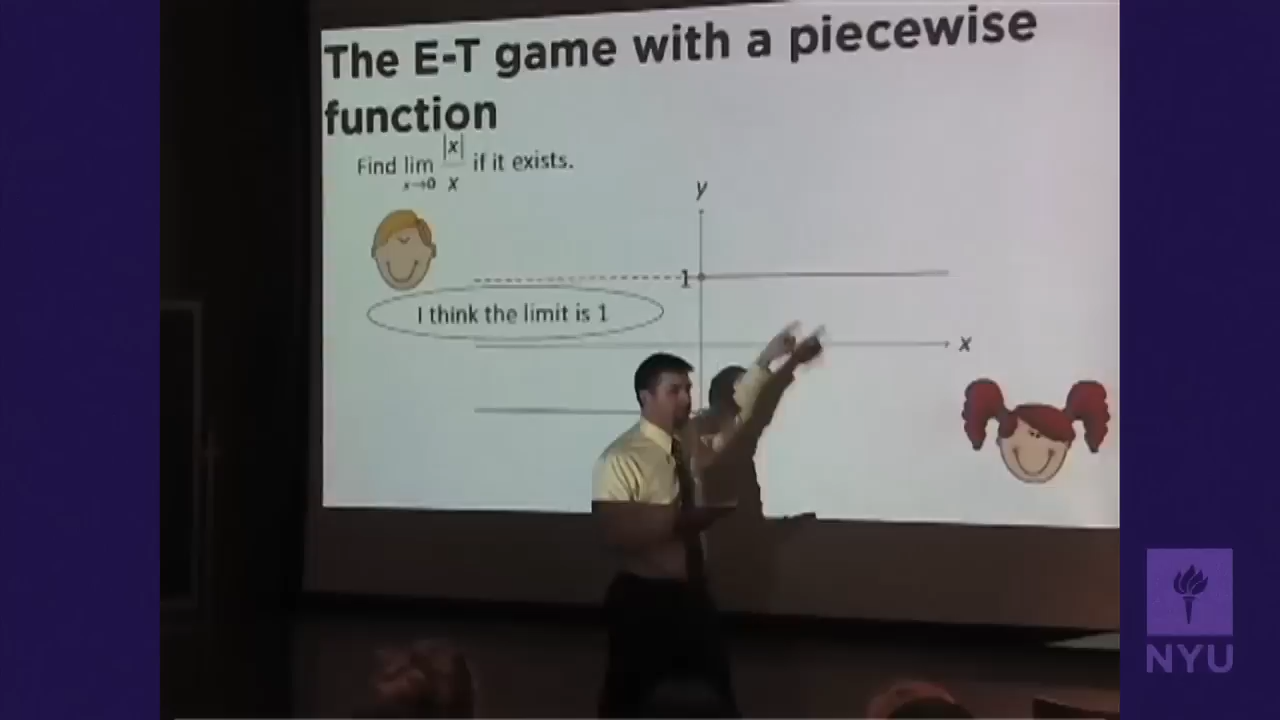 The E-T game with a piecewise
function
Find lim x→0 |x|/x if it exists.
y
1
I think the limit is 1
x
NYU